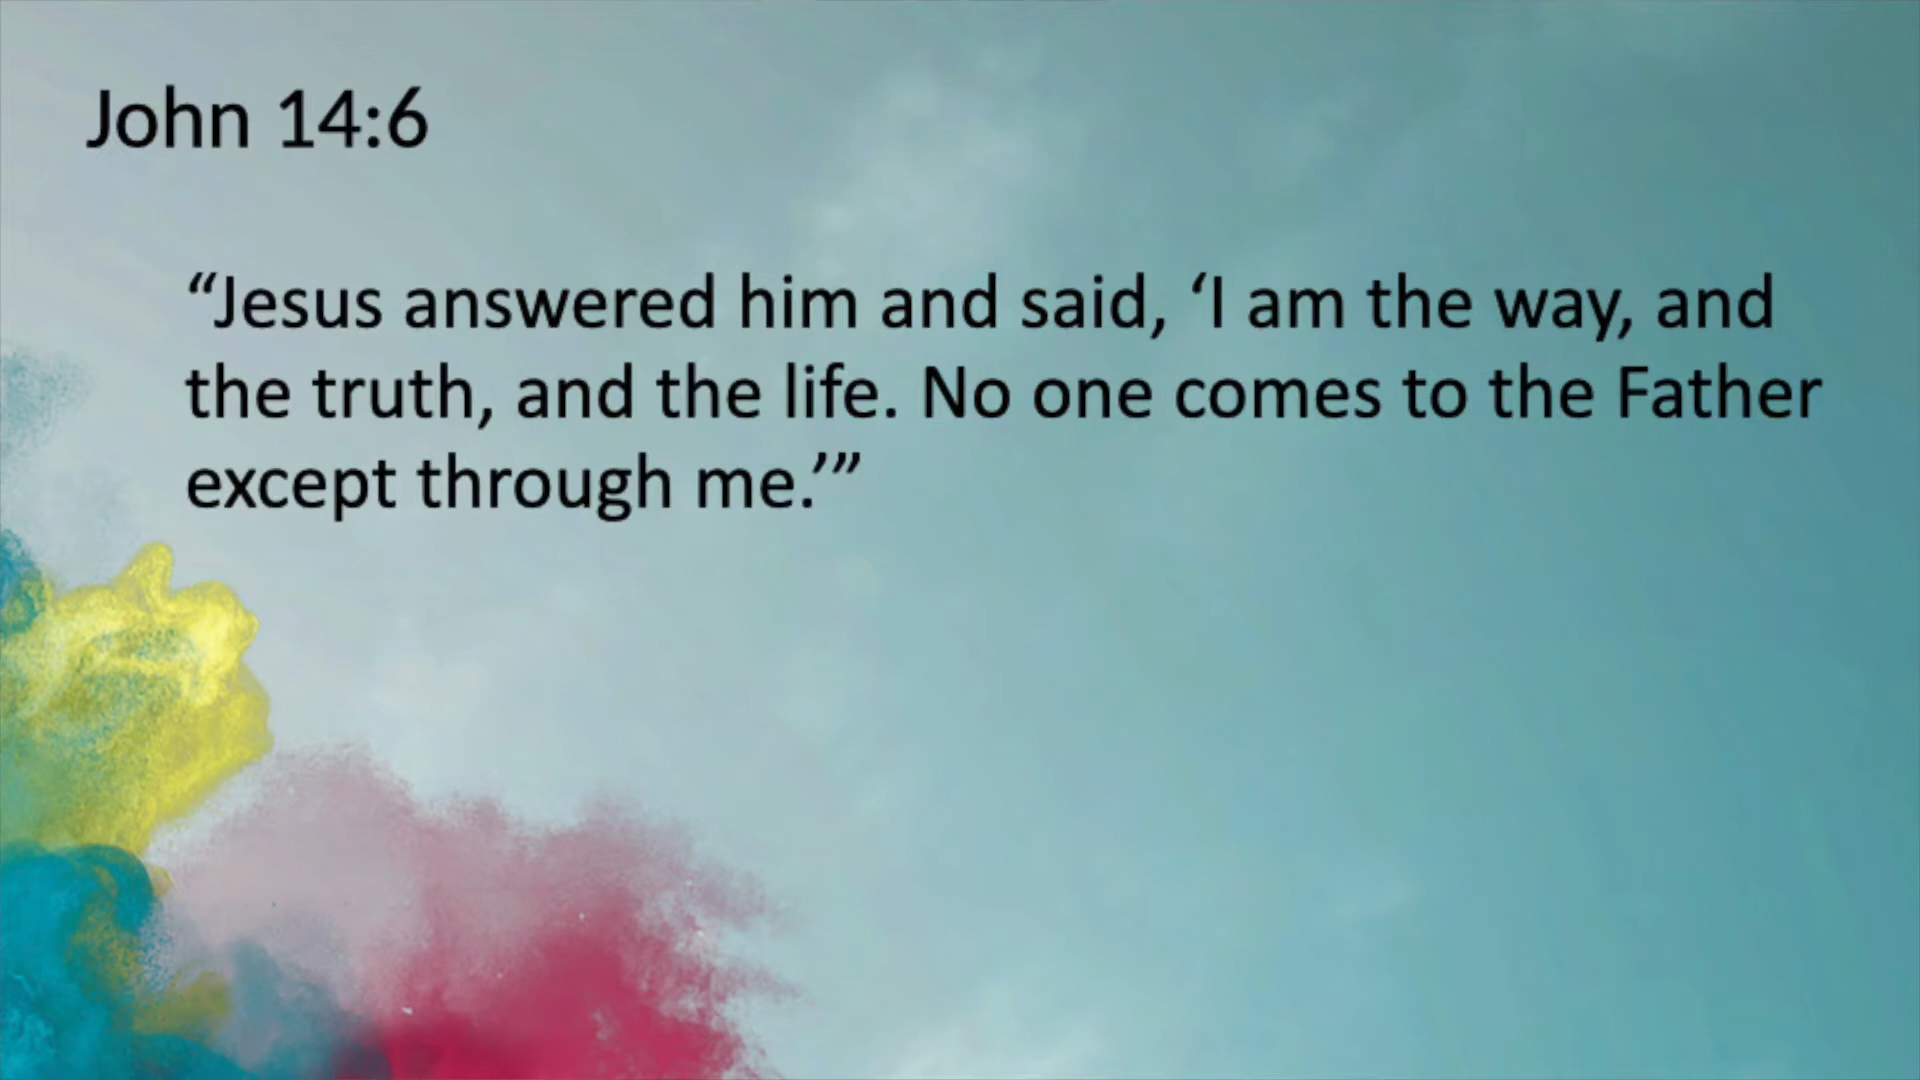 John 14:6
“Jesus answered him and said, ‘I am the way, and
the truth, and the life. No one comes to the Father
except through me.’”